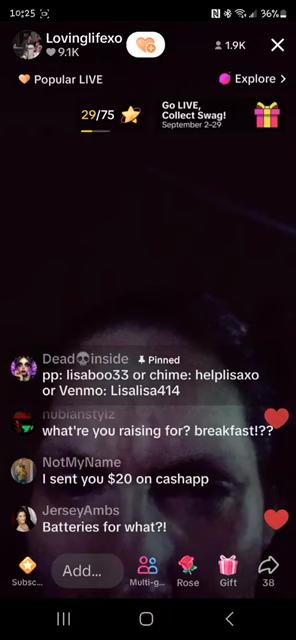 10:25
36%
Lovinglifexo
9.1K
1.9K
Popular LIVE
Explore >
29/75
Go LIVE,
Collect Swag!
September 2–29
Dead💀inside Pinned
pp: lisaboo33 or chime: helplisaxo
or Venmo: Lisalisa414
nubianstylz
what're you raising for? breakfast!??
NotMyName
I sent you $20 on cashapp
JerseyAmbs
Batteries for what?!
Add...
Subsc...
Multi-g...
Rose
Gift
38